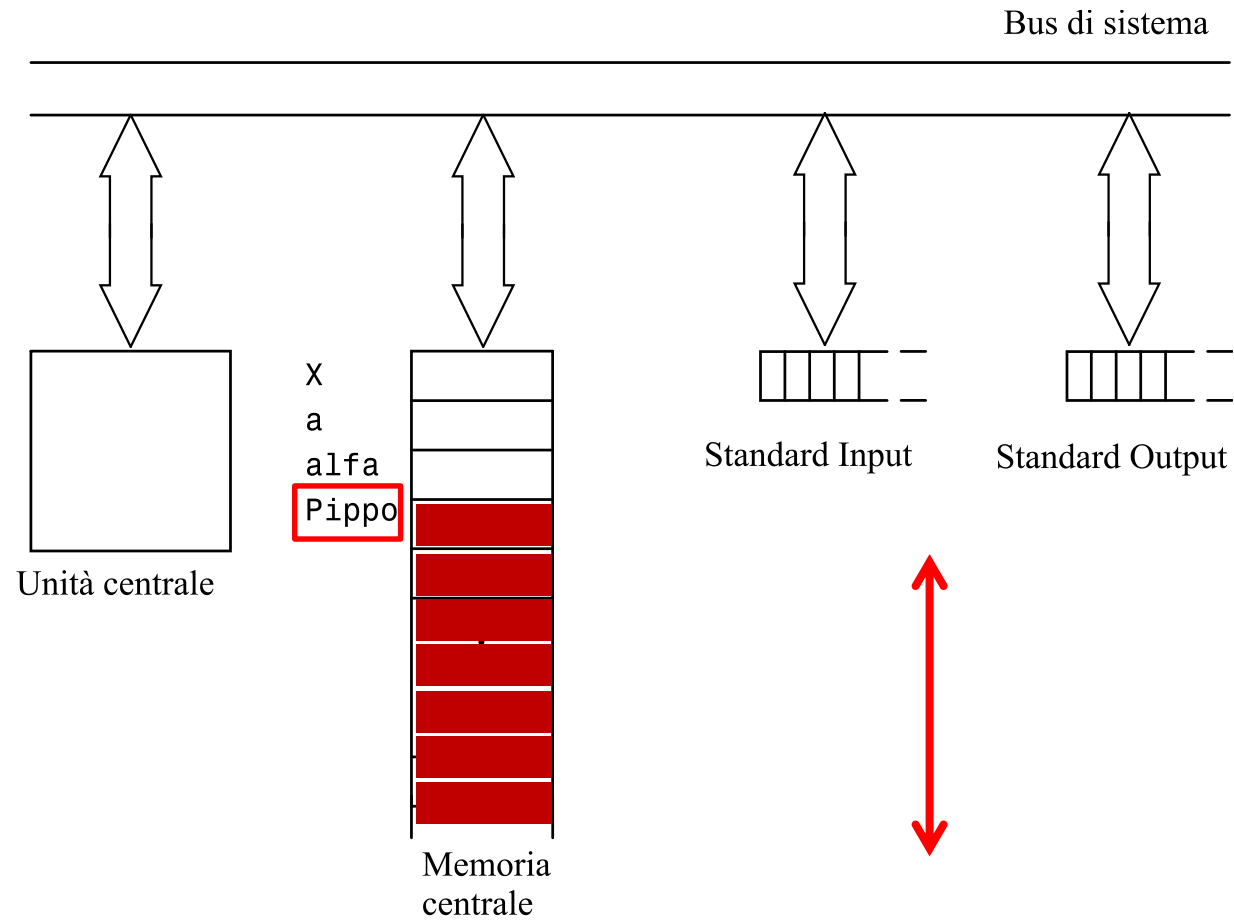 Bus di sistema
X
a
alfa
Pippo
Standard Input
Standard Output
Unità centrale
Memoria
centrale